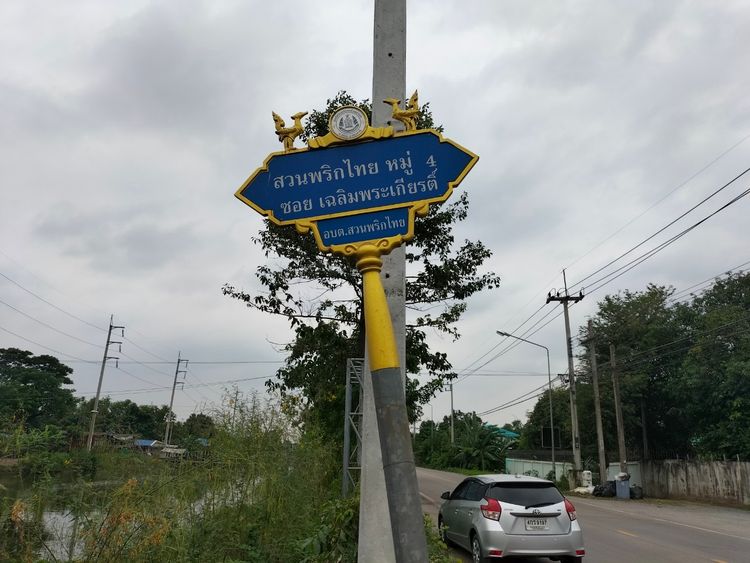 สวนพริกไทย หมู่ 4
ซอย เฉลิมพระเกียรติ์
อบต.สวนพริกไทย